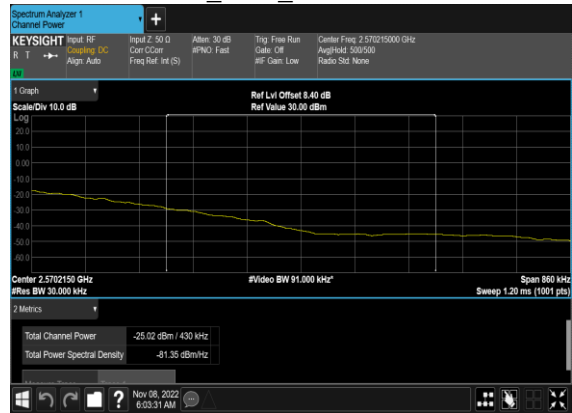 Spectrum Analyzer 1
Channel Power
+
KEYSIGHT
R T
LV
Input: RF
Coupling: DC
Align: Auto
Input Z: 50 Ω
Corr CCorr
Freq Ref: Int (S)
Atten: 30 dB
#PNO: Fast
Trig: Free Run
Gate: Off
#IF Gain: Low
Center Freq: 2.570215000 GHz
Avg|Hold: 500/500
Radio Std: None
1 Graph
Scale/Div 10.0 dB
Ref Lvl Offset 8.40 dB
Ref Value 30.00 dBm
Log
20.0
10.0
0.00
-10.0
-20.0
-30.0
-40.0
-50.0
-60.0
Center 2.5702150 GHz
#Res BW 30.000 kHz
#Video BW 91.000 kHz*
Span 860 kHz
Sweep 1.20 ms (1001 pts)
2 Metrics
Total Channel Power -25.02 dBm / 430 kHz
Total Power Spectral Density -81.35 dBm/Hz
?
Nov 08, 2022
6:03:31 AM